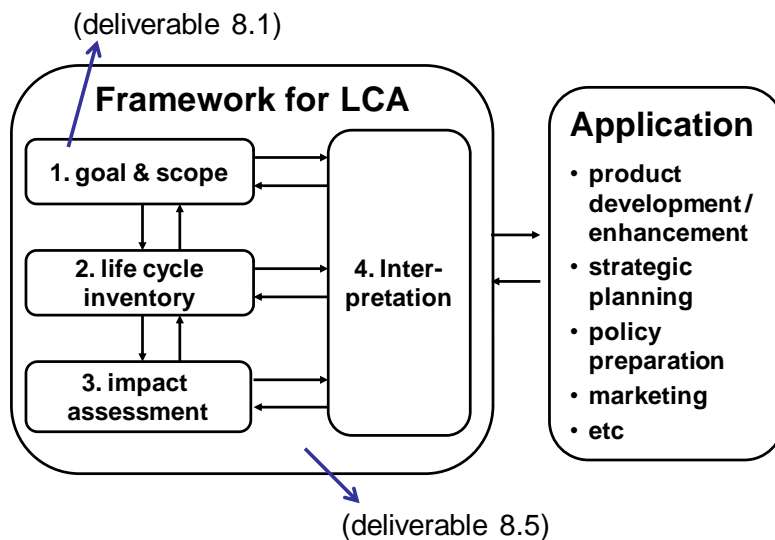 (deliverable 8.1)
Framework for LCA
1. goal & scope
2. life cycle
inventory
3. impact
assessment
4. Inter-
pretation
Application
• product
development/
enhancement
• strategic
planning
• policy
preparation
• marketing
• etc
(deliverable 8.5)